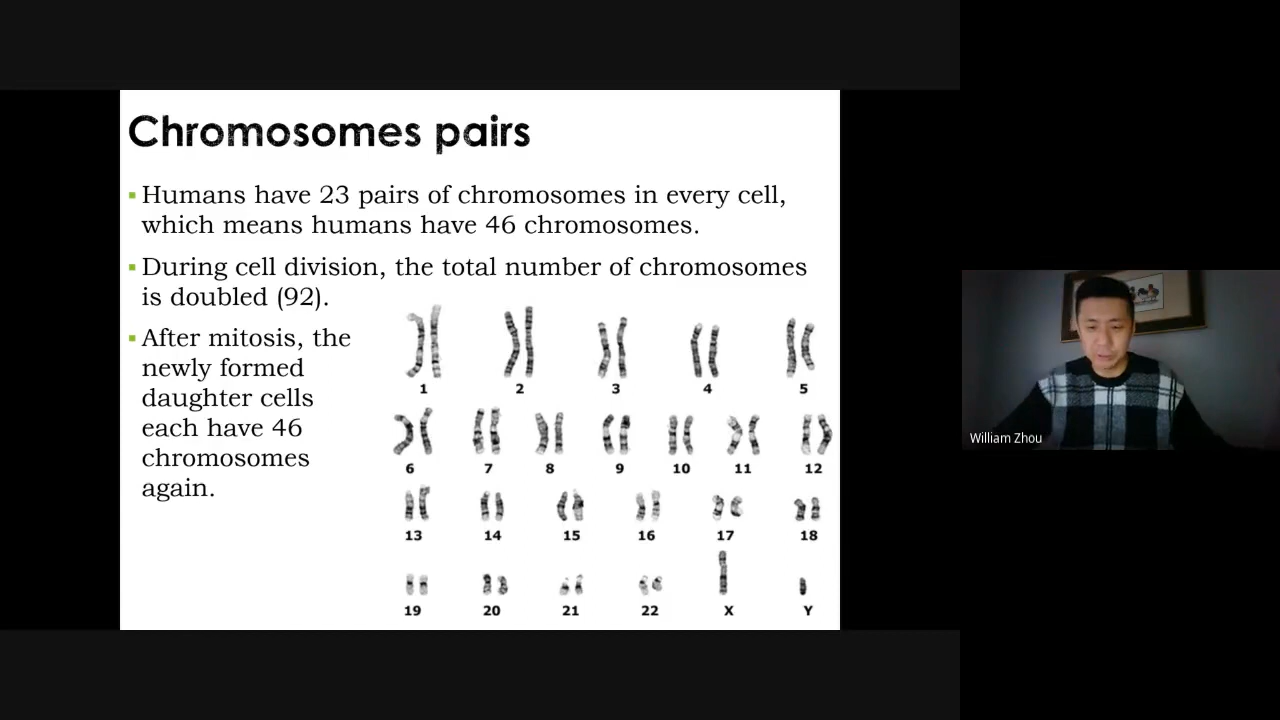 Chromosomes pairs
Humans have 23 pairs of chromosomes in every cell,
which means humans have 46 chromosomes.
During cell division, the total number of chromosomes
is doubled (92).
After mitosis, the
newly formed
daughter cells
each have 46
chromosomes
again.
1 2 3 4 5
6 7 8 9 10 11 12
13 14 15 16 17 18
19 20 21 22 X Y
William Zhou